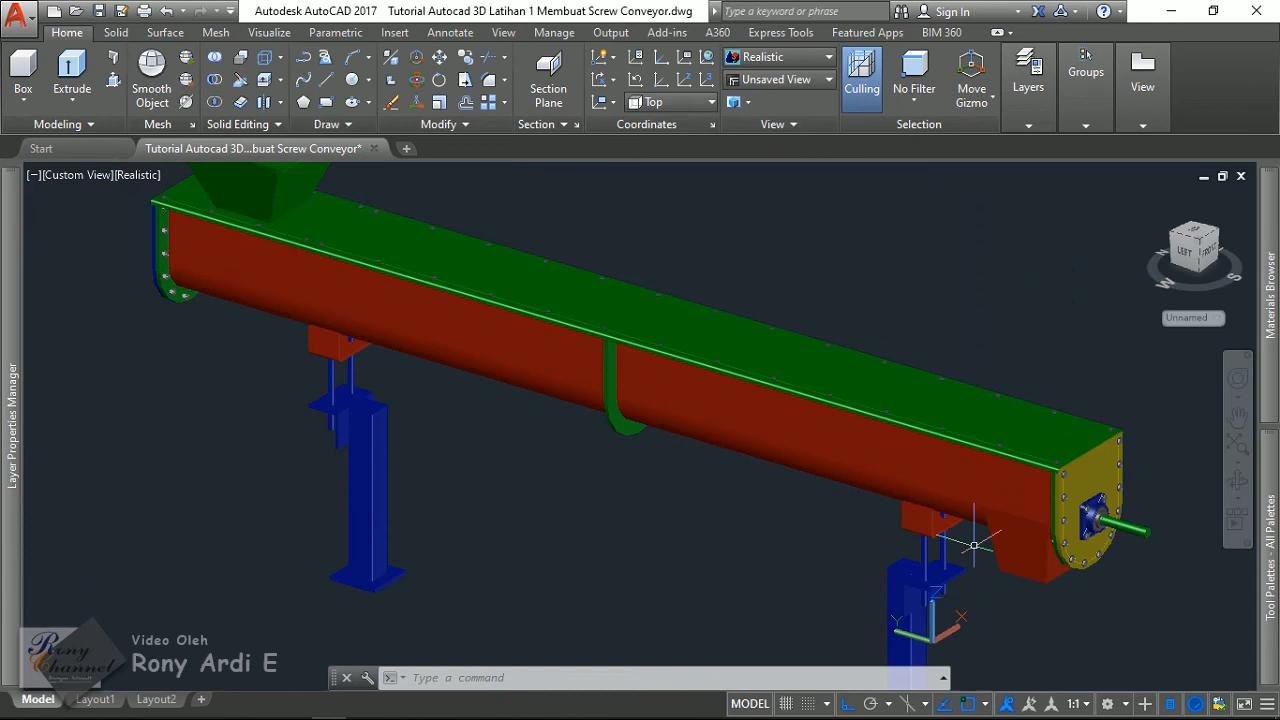 Autodesk AutoCAD 2017 Tutorial Autocad 3D Latihan 1 Membuat Screw Conveyor.dwg
Type a keyword or phrase
Sign In
Home Solid Surface Mesh Visualize Parametric Insert Annotate View Manage Output Add-ins A360 Express Tools Featured Apps BIM 360
Realistic
Unsaved View
Top
Box
Extrude
Smooth
Object
Section
Plane
Culling
No Filter
Move
Gizmo
Layers
Groups
View
Modeling
Mesh
Solid Editing
Draw
Modify
Section
Coordinates
View
Selection
Start
Tutorial Autocad 3D...buat Screw Conveyor*
[−][Custom View][Realistic]
LEFT
W
S
Unnamed
Layer Properties Manager
Materials Browser
Tool Palettes - All Palettes
Z
Y
X
Rony
Channel
Video Oleh
Rony Ardi E
Type a command
Model Layout1 Layout2
MODEL
1:1